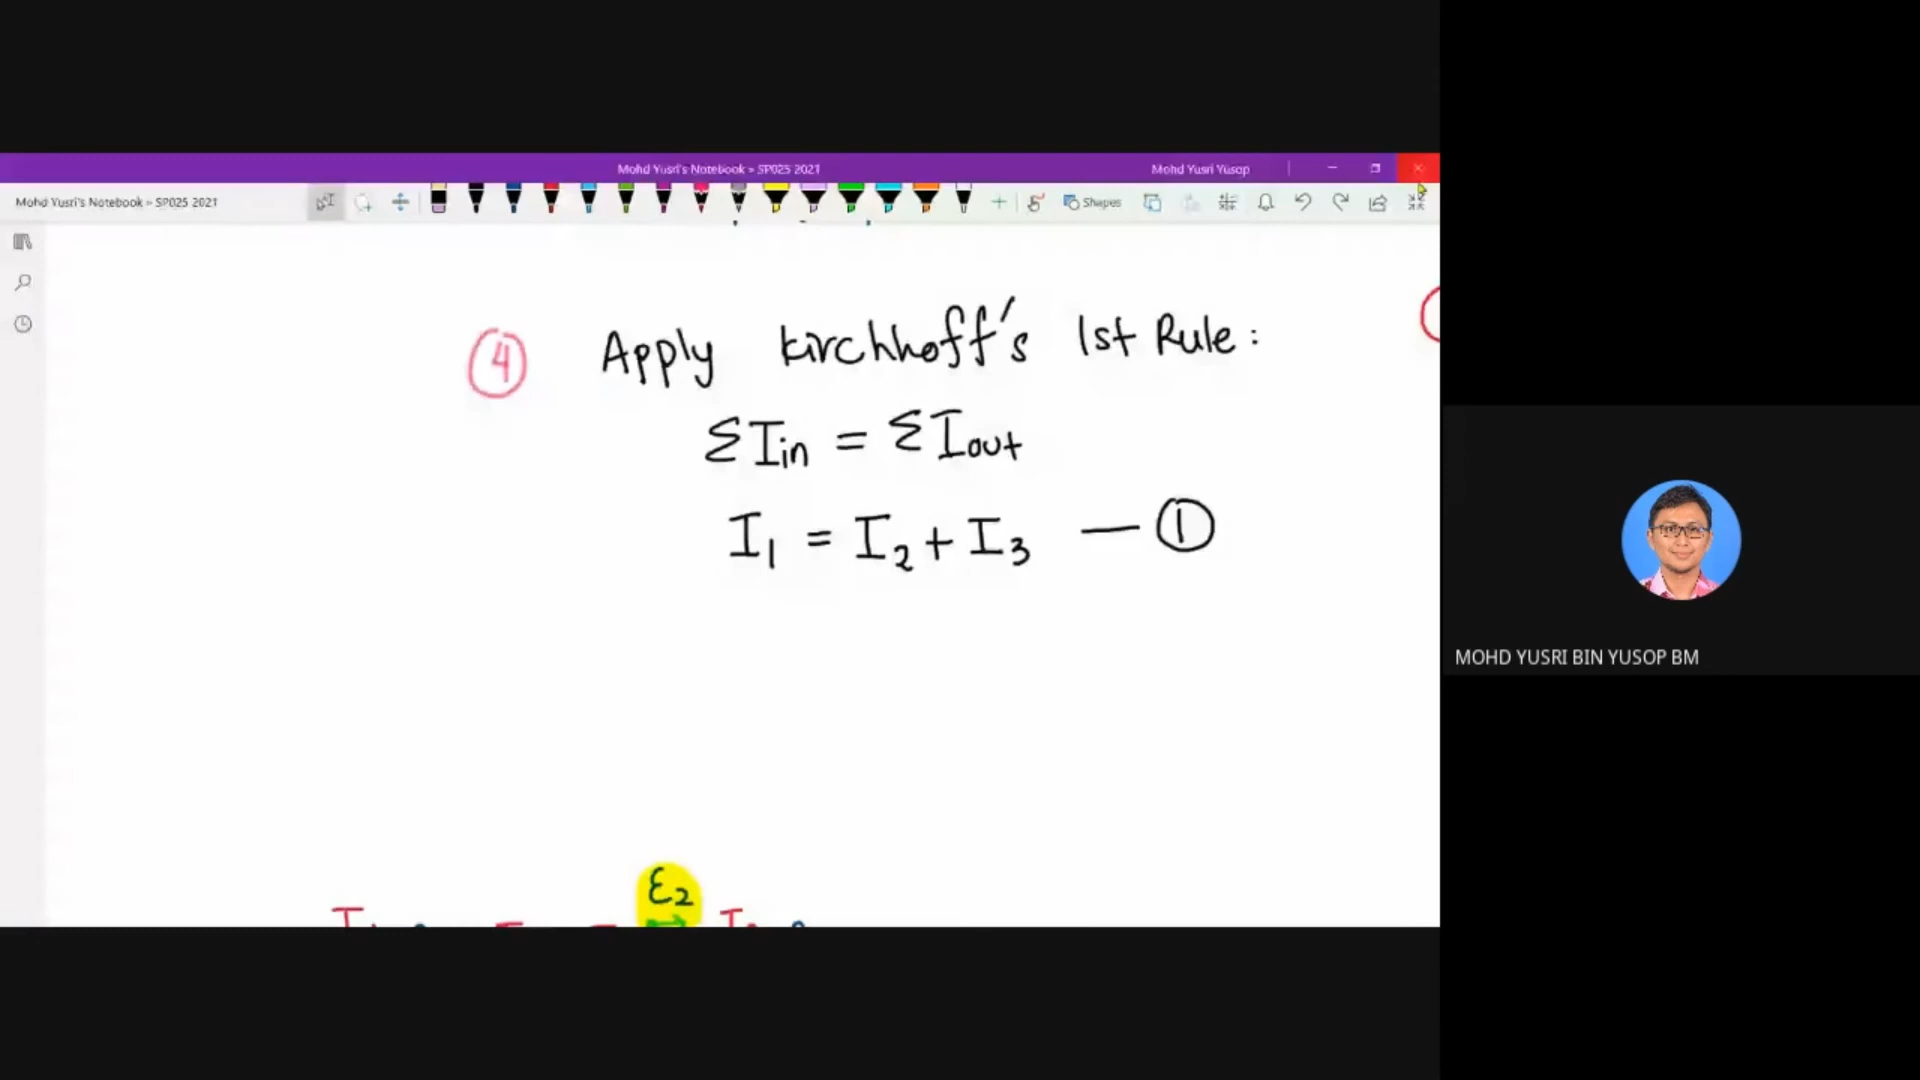 Mohd Yusri's Notebook » SP025 2021
Mohd Yusri Yusop
Mohd Yusri's Notebook » SP025 2021
Shapes
4 Apply Kirchhoff's 1st Rule:
ΣIin = ΣIout
I1 = I2 + I3 — 1
ε2
MOHD YUSRI BIN YUSOP BM